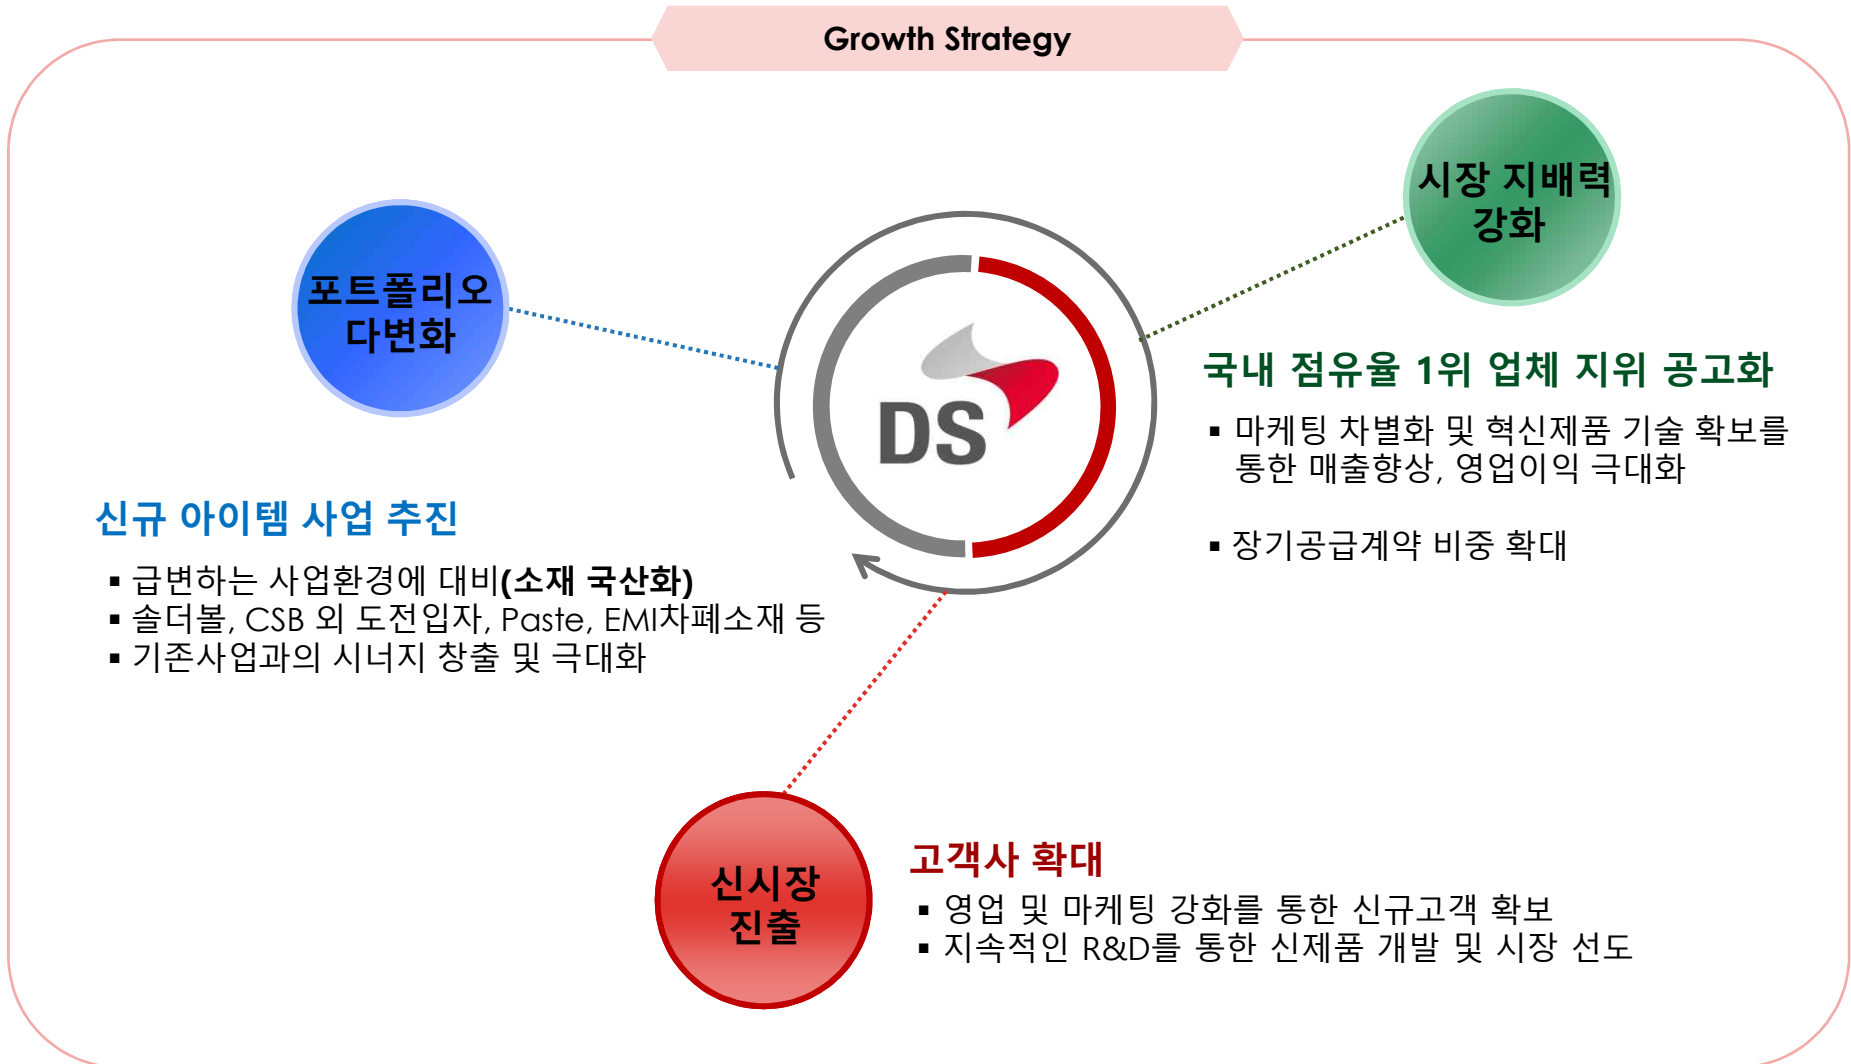 Growth Strategy
포트폴리오
다변화
신규 아이템 사업 추진
▪ 급변하는 사업환경에 대비(소재 국산화)
▪ 솔더볼, CSB 외 도전입자, Paste, EMI차폐소재 등
▪ 기존사업과의 시너지 창출 및 극대화
DS
시장 지배력
강화
국내 점유율 1위 업체 지위 공고화
▪ 마케팅 차별화 및 혁신제품 기술 확보를
통한 매출향상, 영업이익 극대화
▪ 장기공급계약 비중 확대
신시장
진출
고객사 확대
▪ 영업 및 마케팅 강화를 통한 신규고객 확보
▪ 지속적인 R&D를 통한 신제품 개발 및 시장 선도